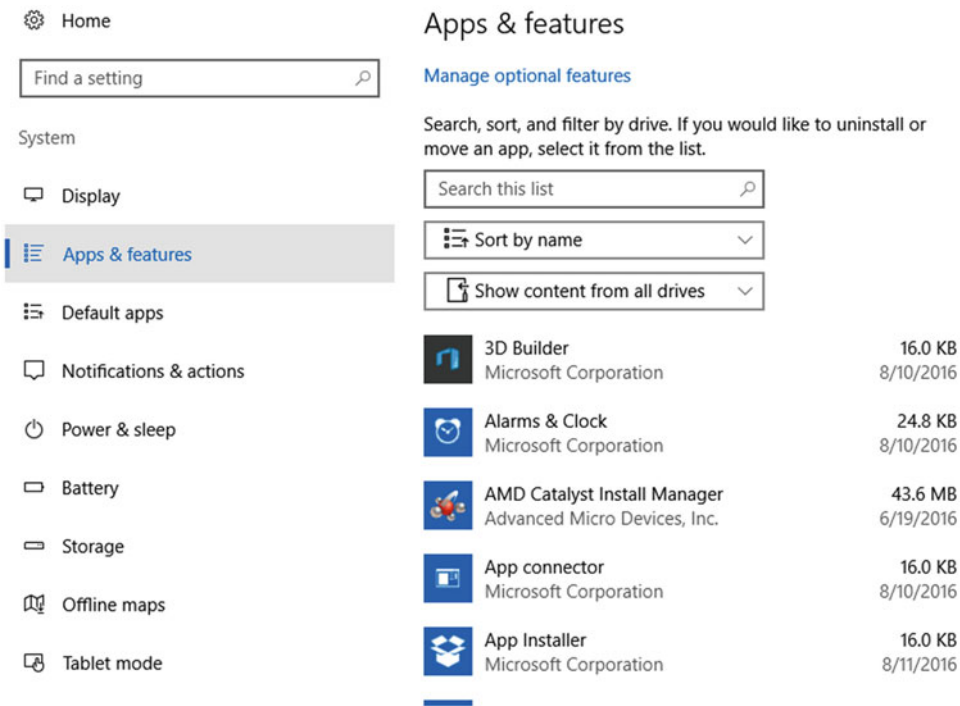 Home
Find a setting
System
Display
Apps & features
Default apps
Notifications & actions
Power & sleep
Battery
Storage
Offline maps
Tablet mode
Apps & features
Manage optional features
Search, sort, and filter by drive. If you would like to uninstall or
move an app, select it from the list.
Search this list
Sort by name
Show content from all drives
3D Builder 16.0 KB
Microsoft Corporation 8/10/2016
Alarms & Clock 24.8 KB
Microsoft Corporation 8/10/2016
AMD Catalyst Install Manager 43.6 MB
Advanced Micro Devices, Inc. 6/19/2016
App connector 16.0 KB
Microsoft Corporation 8/10/2016
App Installer 16.0 KB
Microsoft Corporation 8/11/2016